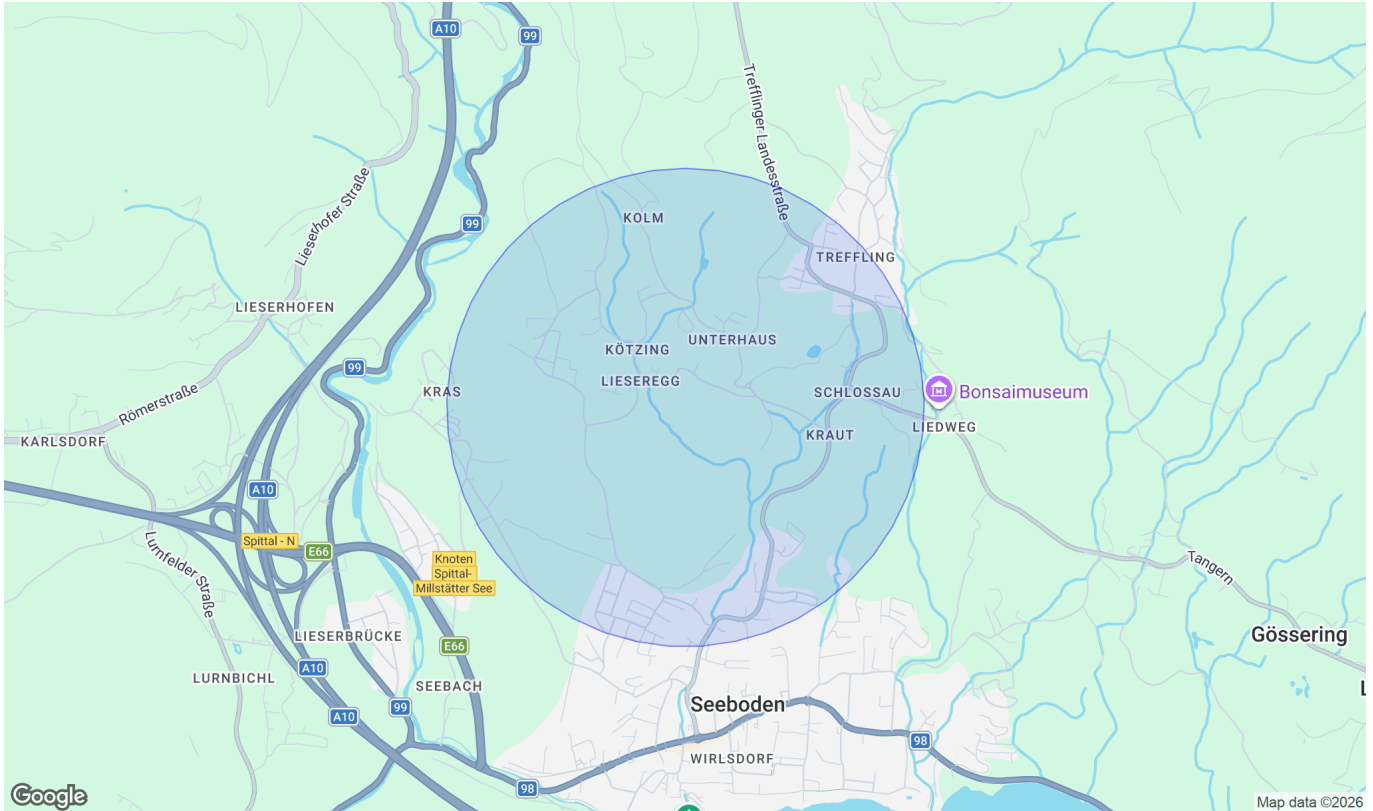 A10
99
Trefflinger Landesstraße
Lieserhofer Straße
99
KOLM
TREFFLING
LIESERHOFEN
UNTERHAUS
KÖTZING
99
LIESEREGG
KRAS
SCHLOSSAU
Bonsaimuseum
Römerstraße
LIEDWEG
KRAUT
KARLSDORF
A10
Spittal - N
E66
Knoten
Spittal-
Millstätter See
Lurnfelder Straße
Tangern
LIESERBRÜCKE
E66
Gössering
A10
LURNBICHL
SEEBACH
L
99
Seeboden
A10
98
WIRLSDORF
98
Google
Map data ©2026